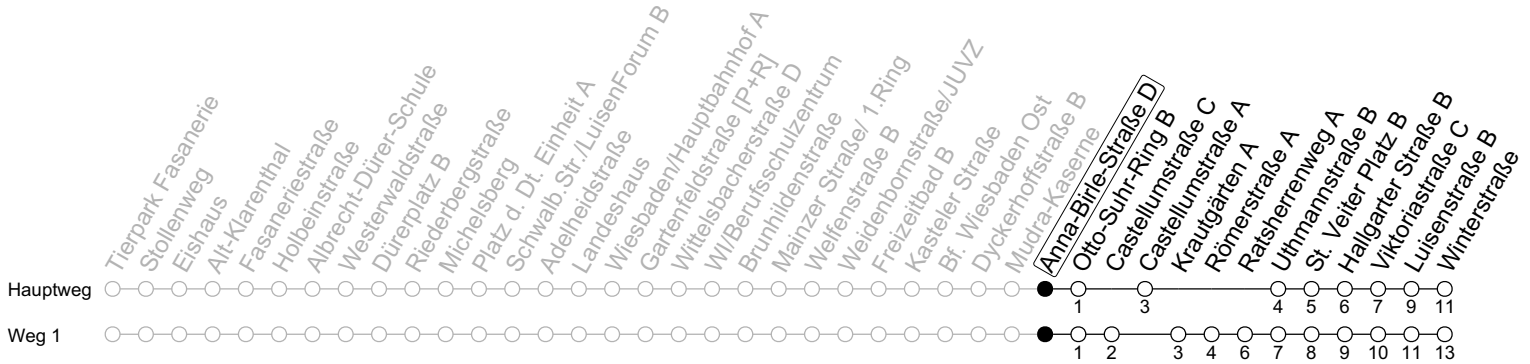 Tierpark Fasanerie
Stollenweg
Eishaus
Alt-Klarenthal
Fasaneriestraße
Holbeinstraße
Albrecht-Dürer-Schule
Westerwaldstraße
Dürerplatz B
Riederbergstraße
Michelsberg
Platz d. Dt. Einheit A
Schwalb.Str./LuisenForum B
Adelheidstraße
Landeshaus
Wiesbaden/Hauptbahnhof A
Gartenfeldstraße [P+R]
Wittelsbacherstraße D
WI/Berufsschulzentrum
Brunhildenstraße
Mainzer Straße/ 1.Ring
Welfenstraße B
Weidenbornstraße/JUVZ
Freizeitbad B
Kasteler Straße
Bf. Wiesbaden Ost
Dyckerhoffstraße B
Mudra-Kaserne
Anna-Birle-Straße D
Otto-Suhr-Ring B
Castellumstraße C
Castellumstraße A
Krautgärten A
Römerstraße A
Ratsherrenweg A
Uthmannstraße B
St. Veiter Platz B
Hallgarter Straße B
Viktoriastraße C
Luisenstraße B
Winterstraße
Hauptweg
1 3 4 5 6 7 9 11
Weg 1
1 2 3 4 6 7 8 9 10 11 13